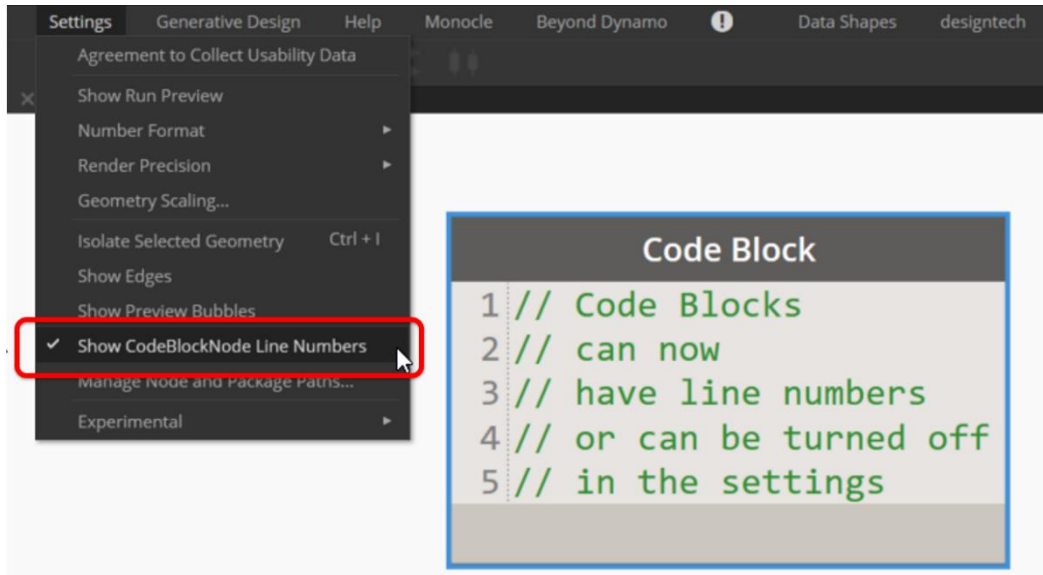 Settings Generative Design Help Monocle Beyond Dynamo ! Data Shapes designtech
Agreement to Collect Usability Data
Show Run Preview
Number Format
Render Precision
Geometry Scaling...
Isolate Selected Geometry Ctrl + I
Show Edges
Show Preview Bubbles
Show CodeBlockNode Line Numbers
Manage Node and Package Paths...
Experimental
Code Block
1 // Code Blocks
2 // can now
3 // have line numbers
4 // or can be turned off
5 // in the settings